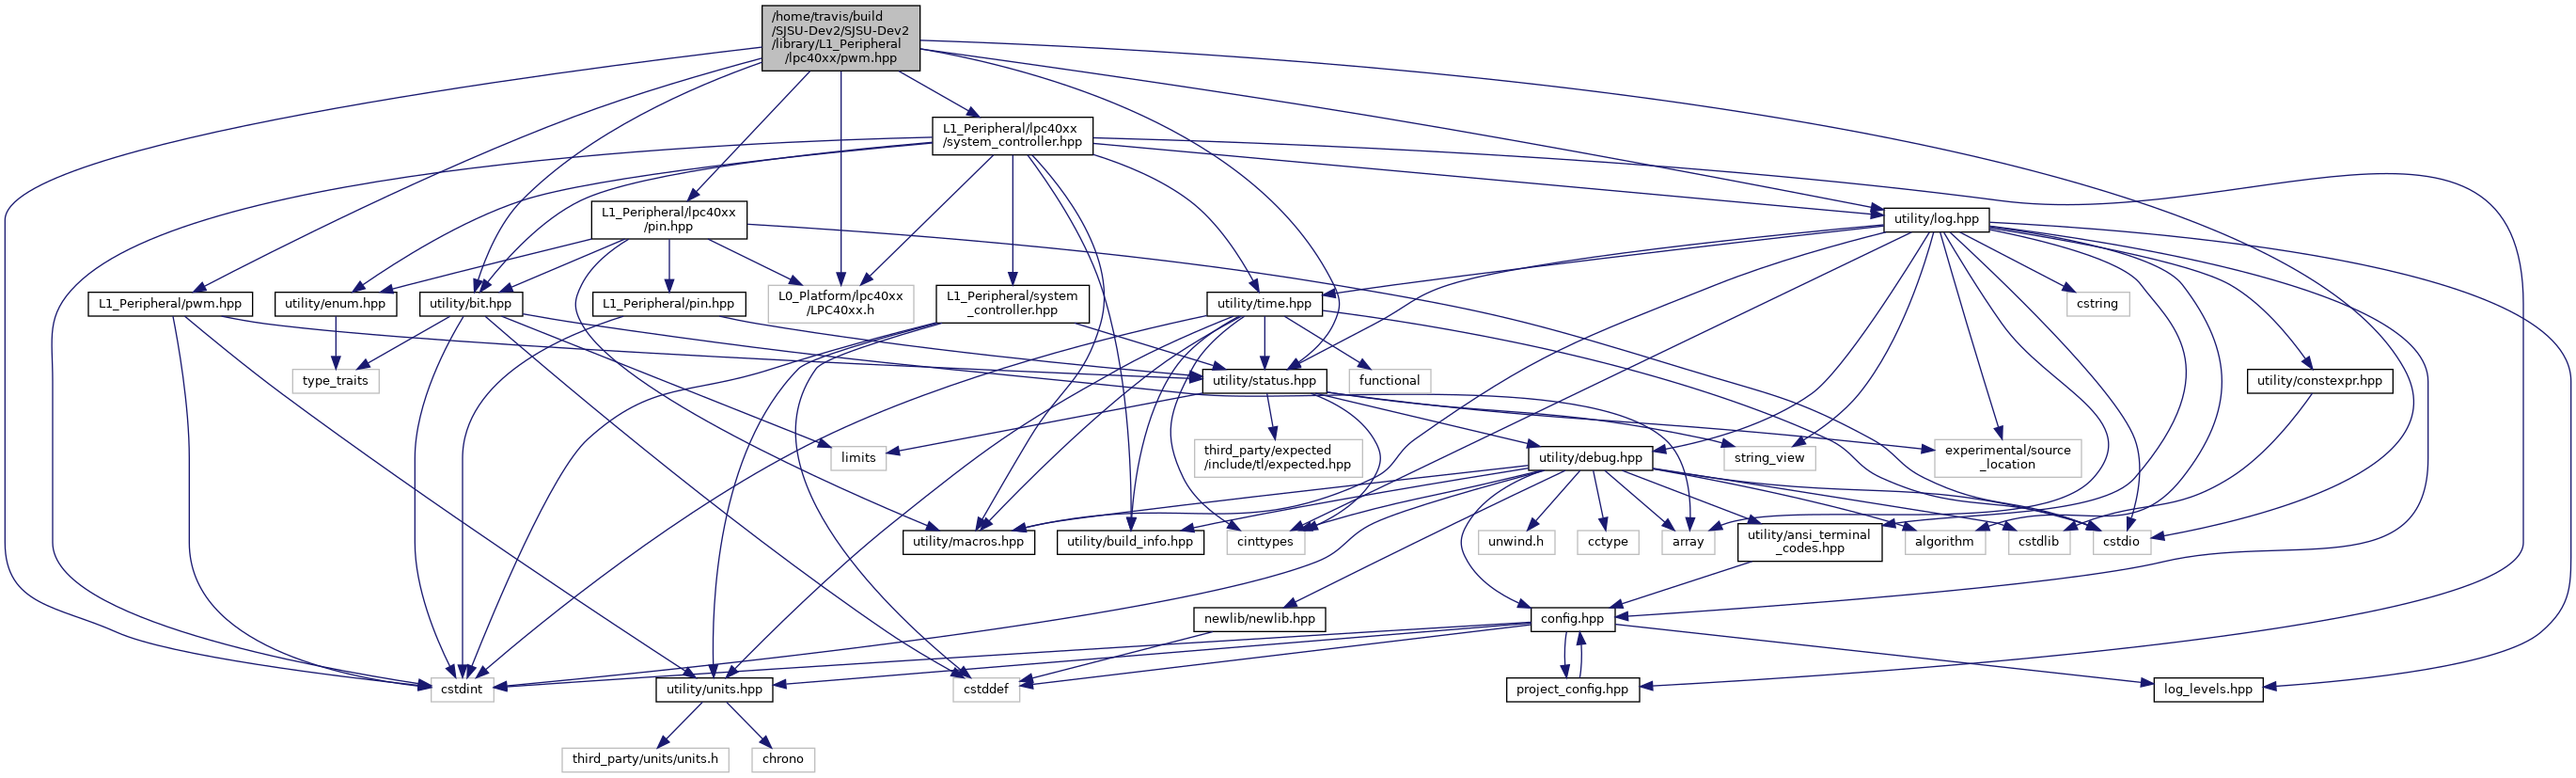 /home/travis/build
/SJSU-Dev2/SJSU-Dev2
/library/L1_Peripheral
/lpc40xx/pwm.hpp
L1_Peripheral/lpc40xx
/system_controller.hpp
L1_Peripheral/lpc40xx
/pin.hpp
utility/log.hpp
L1_Peripheral/pwm.hpp
utility/enum.hpp
utility/bit.hpp
L1_Peripheral/pin.hpp
L0_Platform/lpc40xx
/LPC40xx.h
L1_Peripheral/system
_controller.hpp
utility/time.hpp
cstring
type_traits
utility/status.hpp
functional
utility/constexpr.hpp
limits
third_party/expected
/include/tl/expected.hpp
utility/debug.hpp
string_view
experimental/source
_location
utility/macros.hpp
utility/build_info.hpp
cinttypes
unwind.h
cctype
array
utility/ansi_terminal
_codes.hpp
algorithm
cstdlib
cstdio
newlib/newlib.hpp
config.hpp
cstdint
utility/units.hpp
cstddef
project_config.hpp
log_levels.hpp
third_party/units/units.h
chrono